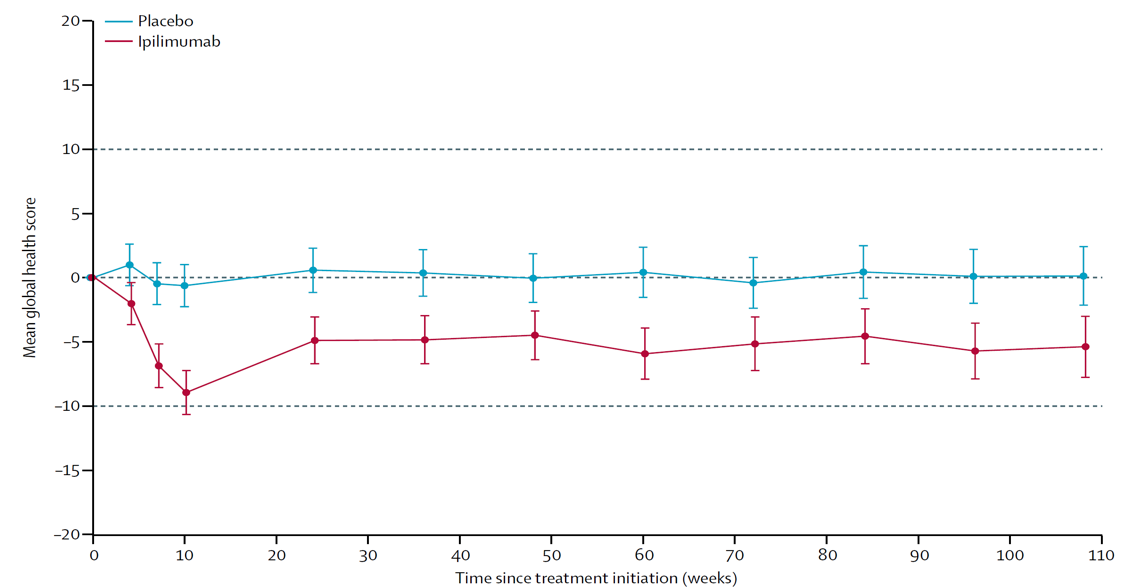 Placebo
Ipilimumab
Mean global health score
20
15
10
5
0
–5
–10
–15
–20
0 10 20 30 40 50 60 70 80 90 100 110
Time since treatment initiation (weeks)